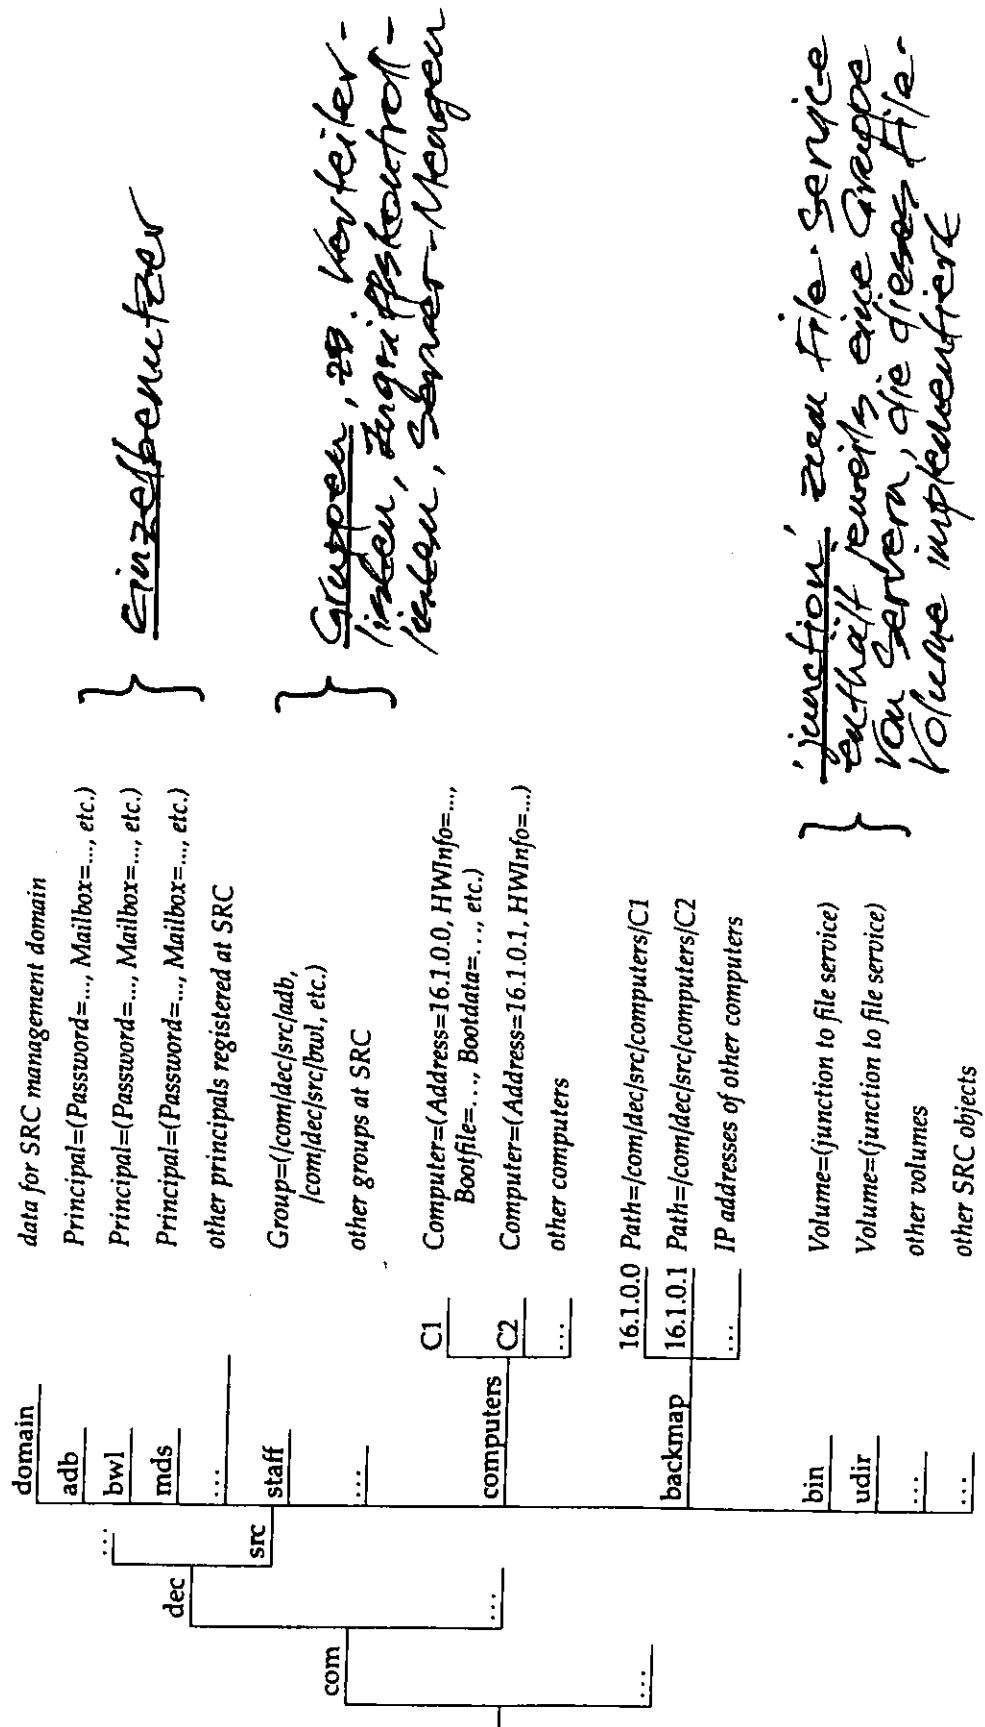 com
...
dec
...
...
src
domain
data for SRC management domain
adb
Principal=(Password=..., Mailbox=..., etc.)
bwl
Principal=(Password=..., Mailbox=..., etc.)
mds
Principal=(Password=..., Mailbox=..., etc.)
...
other principals registered at SRC
} Einzelbenutzer
staff
Group=(/com/dec/src/adb,
/com/dec/src/bwl, etc.)
...
other groups at SRC
} Gruppen, zB. Verteiler-
listen, Zugriffskontroll-
listen, Server-Mengen
computers
C1
Computer=(Address=16.1.0.0, HWInfo=...,
Bootfile=..., Bootdata=..., etc.)
C2
Computer=(Address=16.1.0.1, HWInfo=...)
...
other computers
backmap
16.1.0.0 Path=/com/dec/src/computers/C1
16.1.0.1 Path=/com/dec/src/computers/C2
...
IP addresses of other computers
bin
Volume=(junction to file service)
udir
Volume=(junction to file service)
...
other volumes
...
other SRC objects
} 'junction' zum File-Service
enthält jeweils eine Gruppe
von Servern, die dieses File-
Volume implementiert